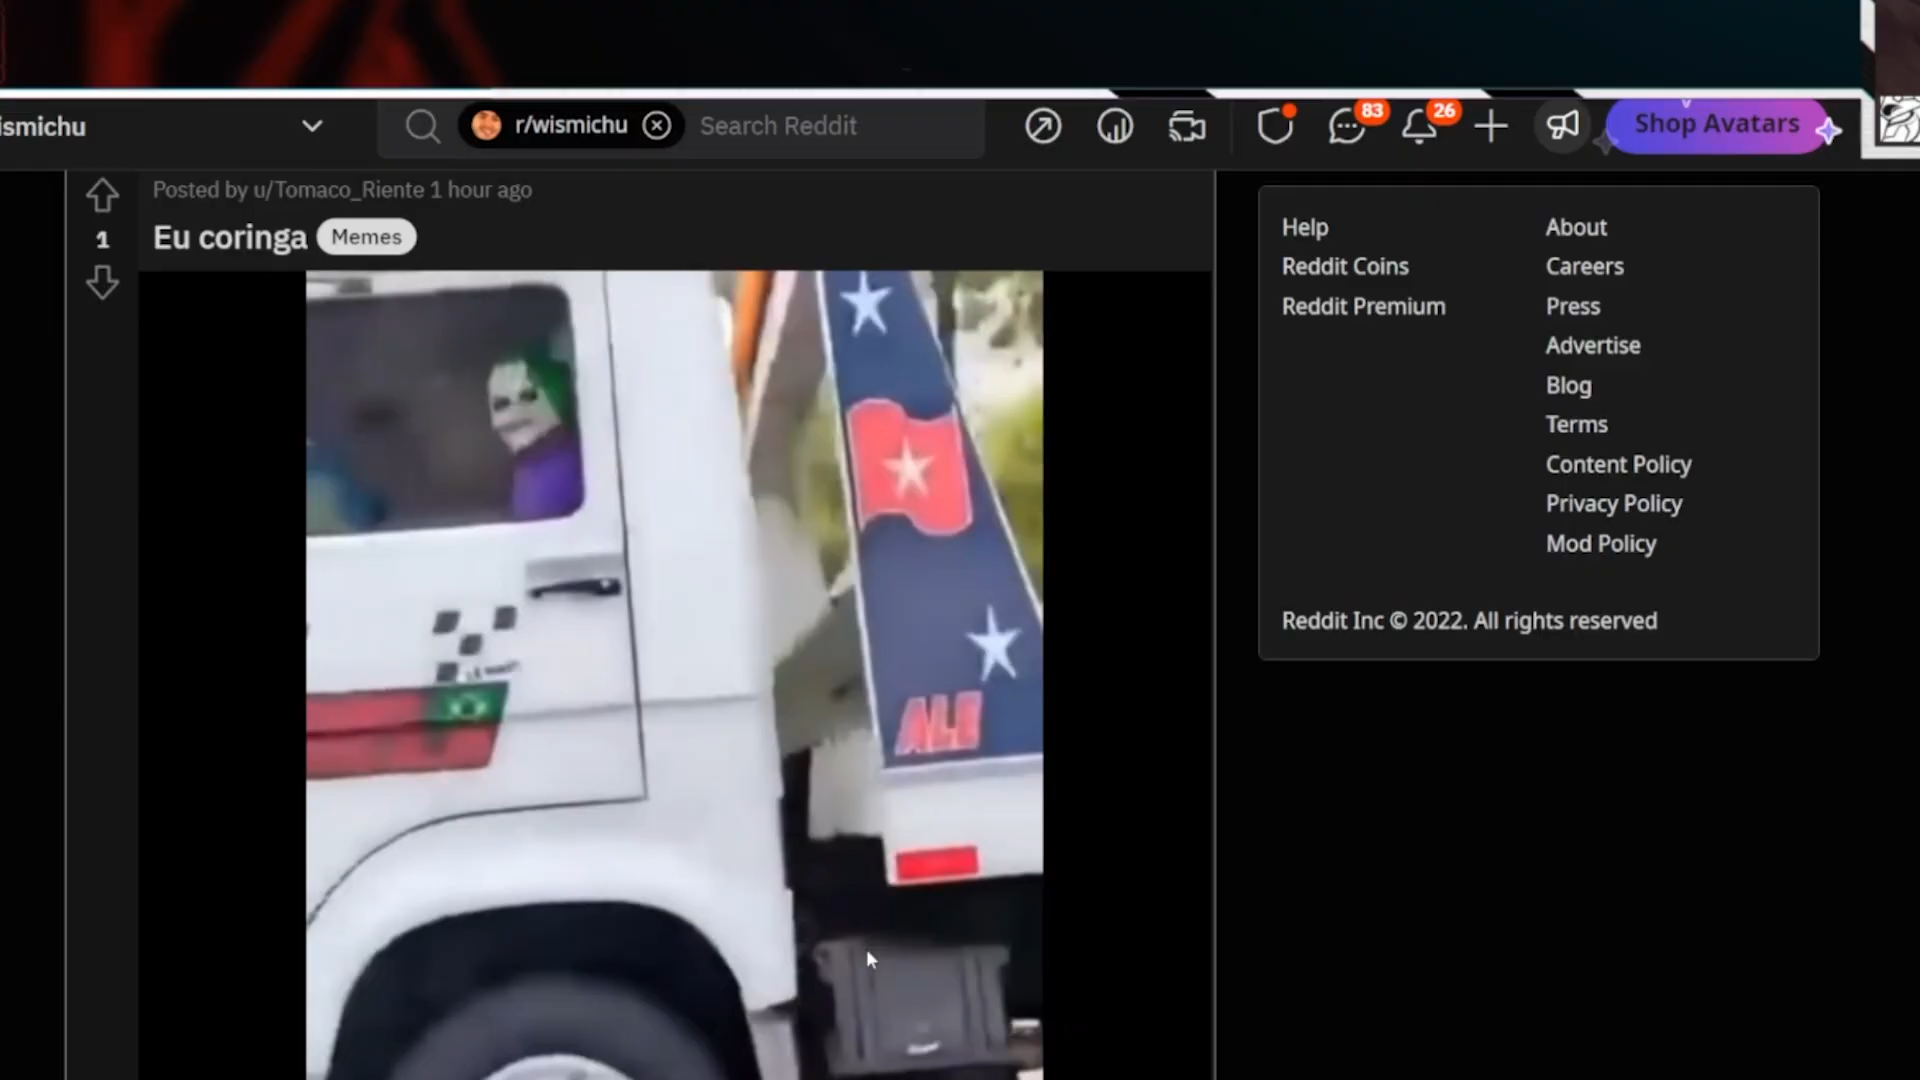 ismichu
r/wismichu
Search Reddit
83
26
Shop Avatars
Posted by u/Tomaco_Riente 1 hour ago
1
Eu coringa
Memes
Help
About
Reddit Coins
Careers
Reddit Premium
Press
Advertise
Blog
Terms
Content Policy
Privacy Policy
Mod Policy
Reddit Inc © 2022. All rights reserved
ALE